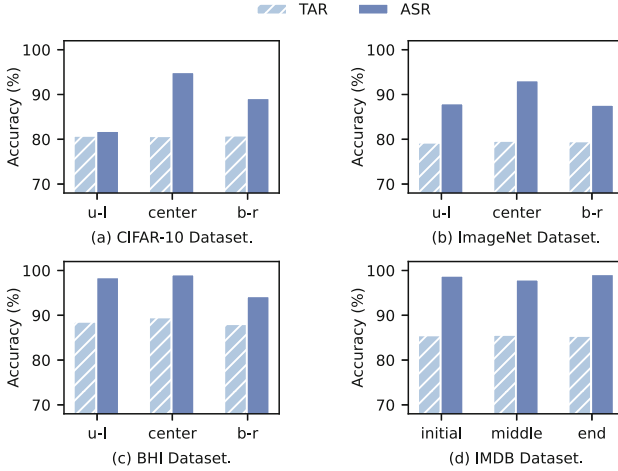 TAR ASR
Accuracy (%)
100
90
80
70
u-l center b-r
(a) CIFAR-10 Dataset.
Accuracy (%)
100
90
80
70
u-l center b-r
(b) ImageNet Dataset.
Accuracy (%)
100
90
80
70
u-l center b-r
(c) BHI Dataset.
Accuracy (%)
100
90
80
70
initial middle end
(d) IMDB Dataset.